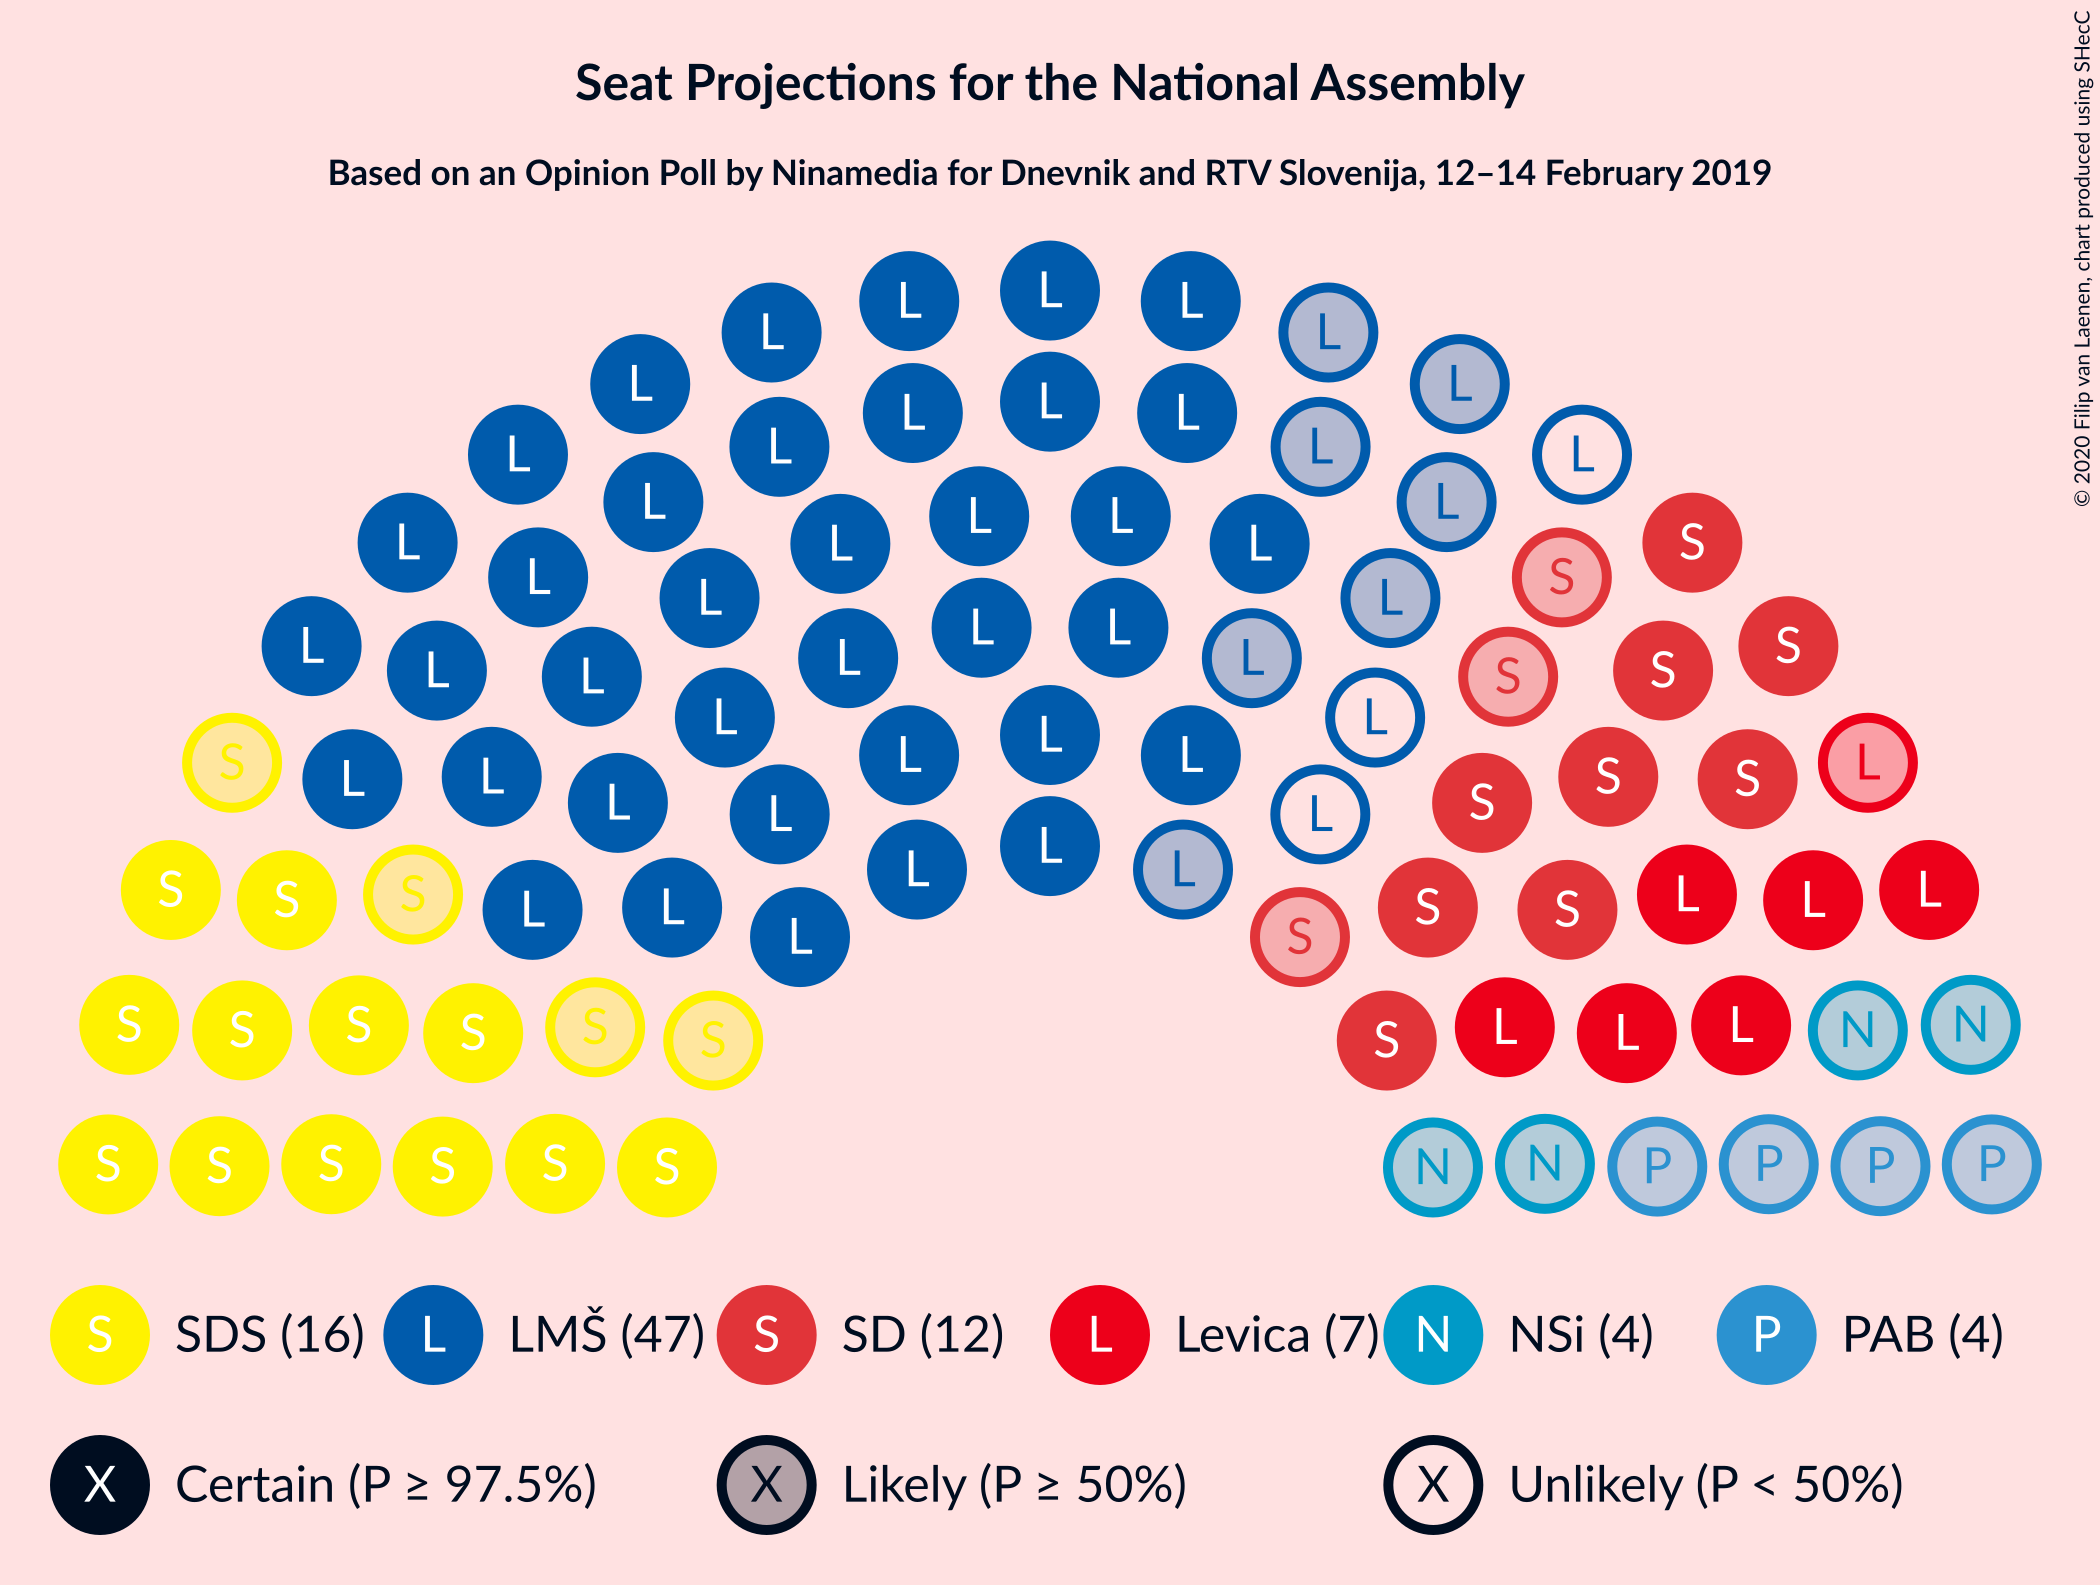 Seat Projections for the National Assembly
Based on an Opinion Poll by Ninamedia for Dnevnik and RTV Slovenija, 12–14 February 2019
© 2020 Filip van Laenen, chart produced using SHecC
L
L L
L L
L L
L
L L
L L
L L
L L
L L
L L L S
L S
L L
L L
L S
L L
L S
L S
L L
L
L L
S L
L L S S
L S
L L
L
L L
S S S L L L
L L S S
L S
S S S S S S S L L L N N
S S S S S S N N P P P P
S SDS (16) L LMŠ (47) S SD (12) L Levica (7) N NSi (4) P PAB (4)
X Certain (P ≥ 97.5%) X Likely (P ≥ 50%) X Unlikely (P < 50%)